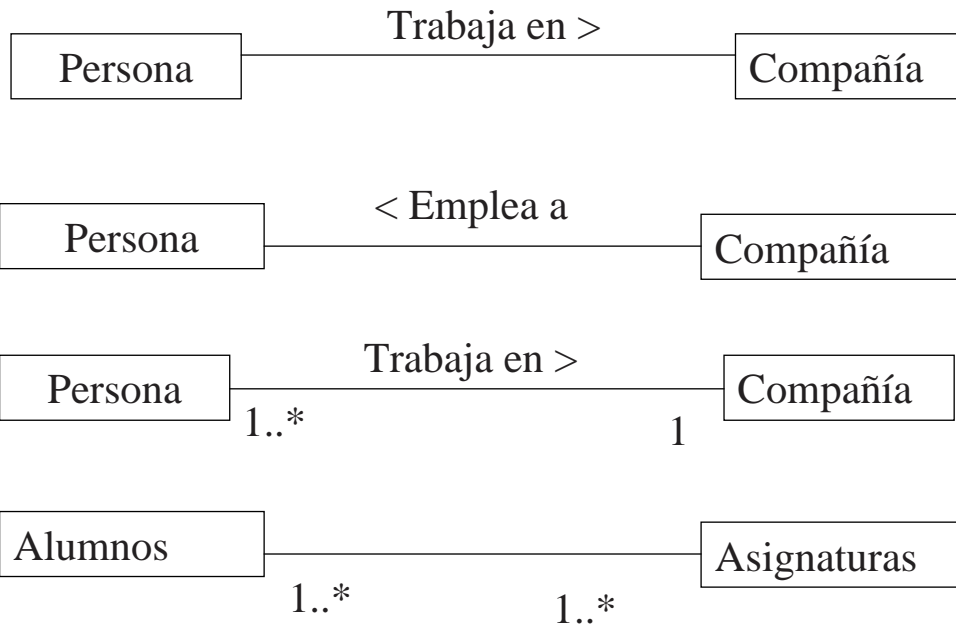 Trabaja en >
Persona
Compañía
< Emplea a
Persona
Compañía
Trabaja en >
Persona
Compañía
1..*
1
Alumnos
Asignaturas
1..*
1..*